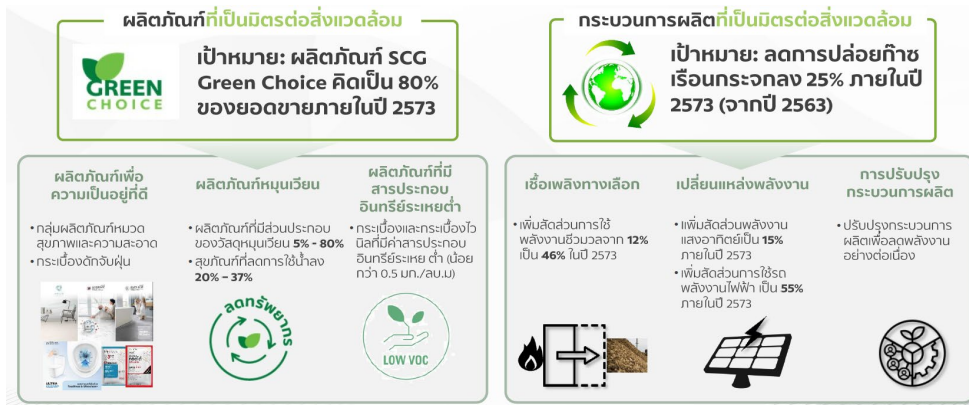 ผลิตภัณฑ์ที่เป็นมิตรต่อสิ่งแวดล้อม
GREEN
CHOICE
เป้าหมาย: ผลิตภัณฑ์ SCG
Green Choice คิดเป็น 80%
ของยอดขายภายในปี 2573
ผลิตภัณฑ์เพื่อ
ความเป็นอยู่ที่ดี
• กลุ่มผลิตภัณฑ์หมวด
สุขภาพและความสะอาด
• กระเบื้องดักจับฝุ่น
ผลิตภัณฑ์หมุนเวียน
• ผลิตภัณฑ์ที่มีส่วนประกอบ
ของวัสดุหมุนเวียน 5% - 80%
• สุขภัณฑ์ที่ลดการใช้น้ำลง
20% – 37%
ลดทรัพยากร
ผลิตภัณฑ์ที่มี
สารประกอบ
อินทรีย์ระเหยต่ำ
• กระเบื้องและกระเบื้องไว
นิลที่มีค่าสารประกอบ
อินทรีย์ระเหย ต่ำ (น้อย
กว่า 0.5 มก./ลบ.ม)
LOW VOC
กระบวนการผลิตที่เป็นมิตรต่อสิ่งแวดล้อม
เป้าหมาย: ลดการปล่อยก๊าซ
เรือนกระจกลง 25% ภายในปี
2573 (จากปี 2563)
เชื้อเพลิงทางเลือก
• เพิ่มสัดส่วนการใช้
พลังงานชีวมวลจาก 12%
เป็น 46% ในปี 2573
เปลี่ยนแหล่งพลังงาน
• เพิ่มสัดส่วนพลังงาน
แสงอาทิตย์เป็น 15%
ภายในปี 2573
• เพิ่มสัดส่วนการใช้รถ
พลังงานไฟฟ้า เป็น 55%
ภายในปี 2573
การปรับปรุง
กระบวนการผลิต
• ปรับปรุงกระบวนการ
ผลิตเพื่อลดพลังงาน
อย่างต่อเนื่อง